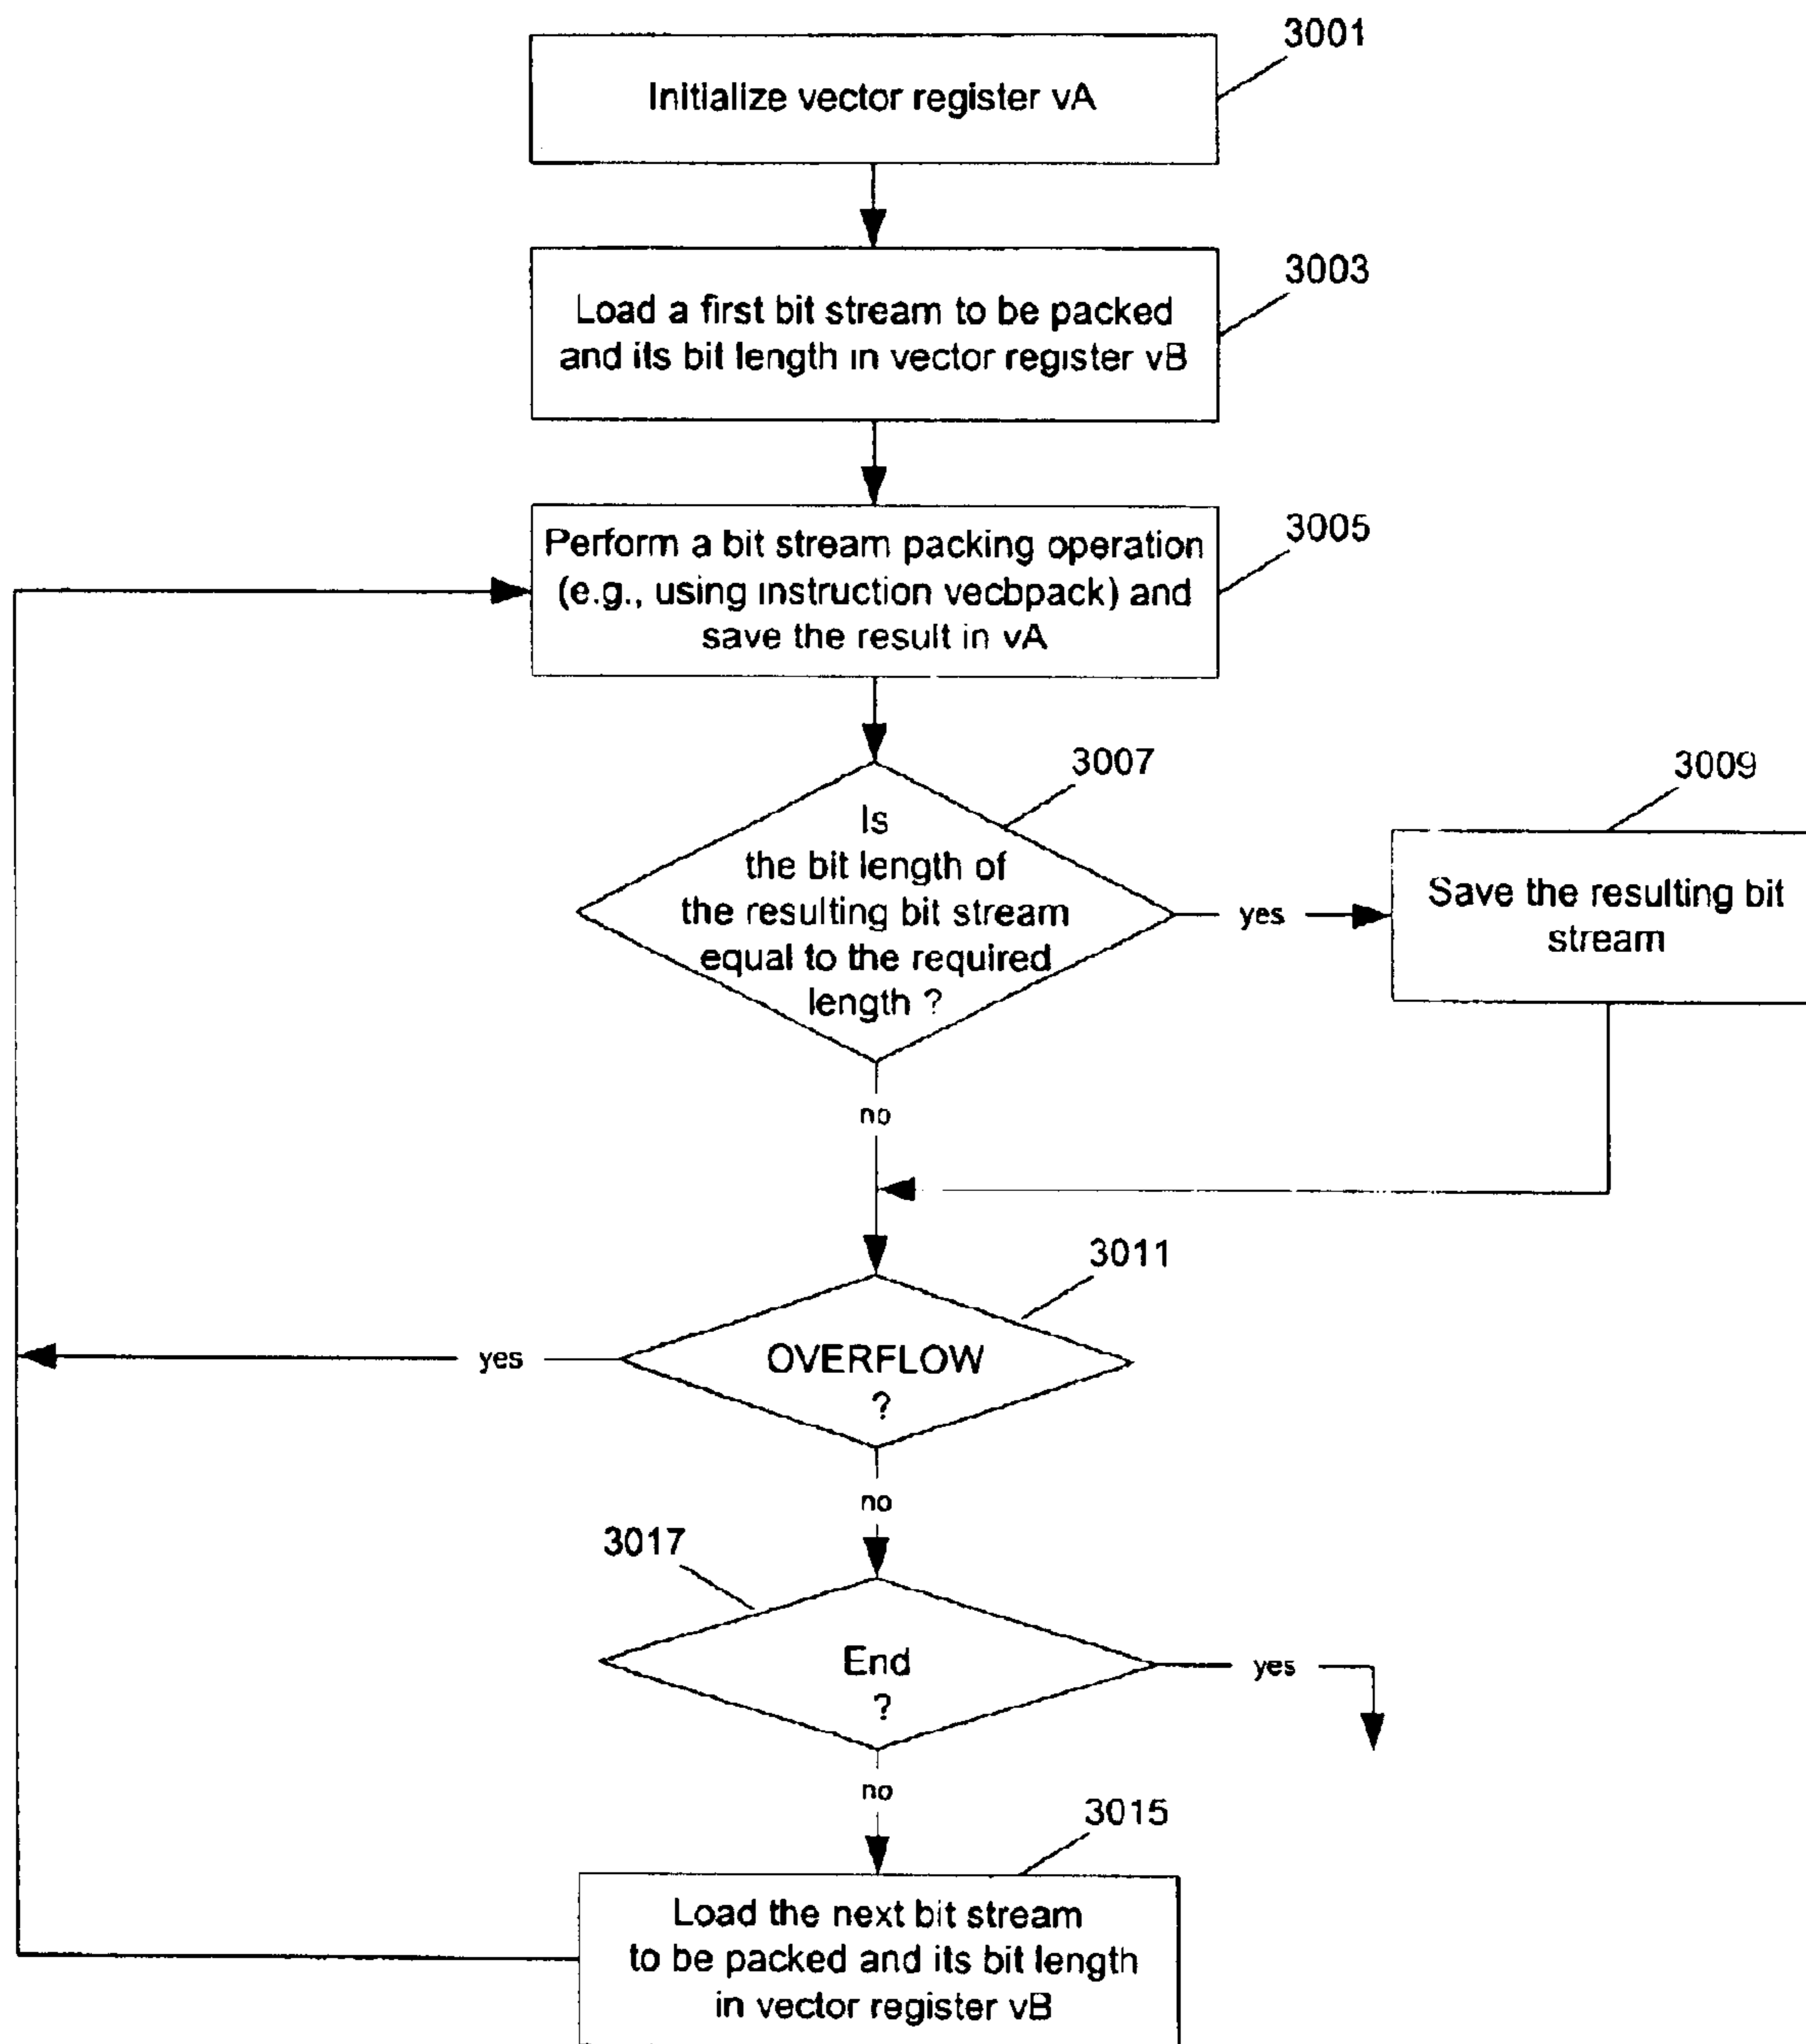 3001
Initialize vector register vA
3003
Load a first bit stream to be packed
and its bit length in vector register vB
3005
Perform a bit stream packing operation
(e.g., using instruction vecbpack) and
save the result in vA
3007
3009
Is
the bit length of
the resulting bit stream
equal to the required
length ?
yes
Save the resulting bit
stream
no
3011
OVERFLOW
?
yes
no
3017
End
?
yes
no
3015
Load the next bit stream
to be packed and its bit length
in vector register vB